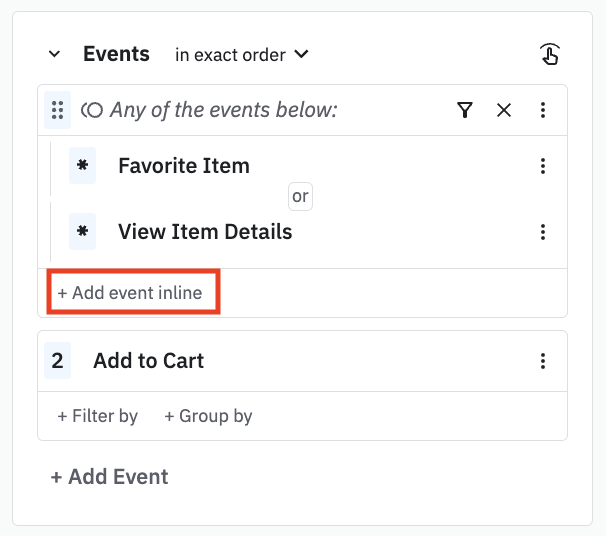 Events in exact order
Any of the events below:
* Favorite Item
or
* View Item Details
+ Add event inline
2 Add to Cart
+ Filter by + Group by
+ Add Event